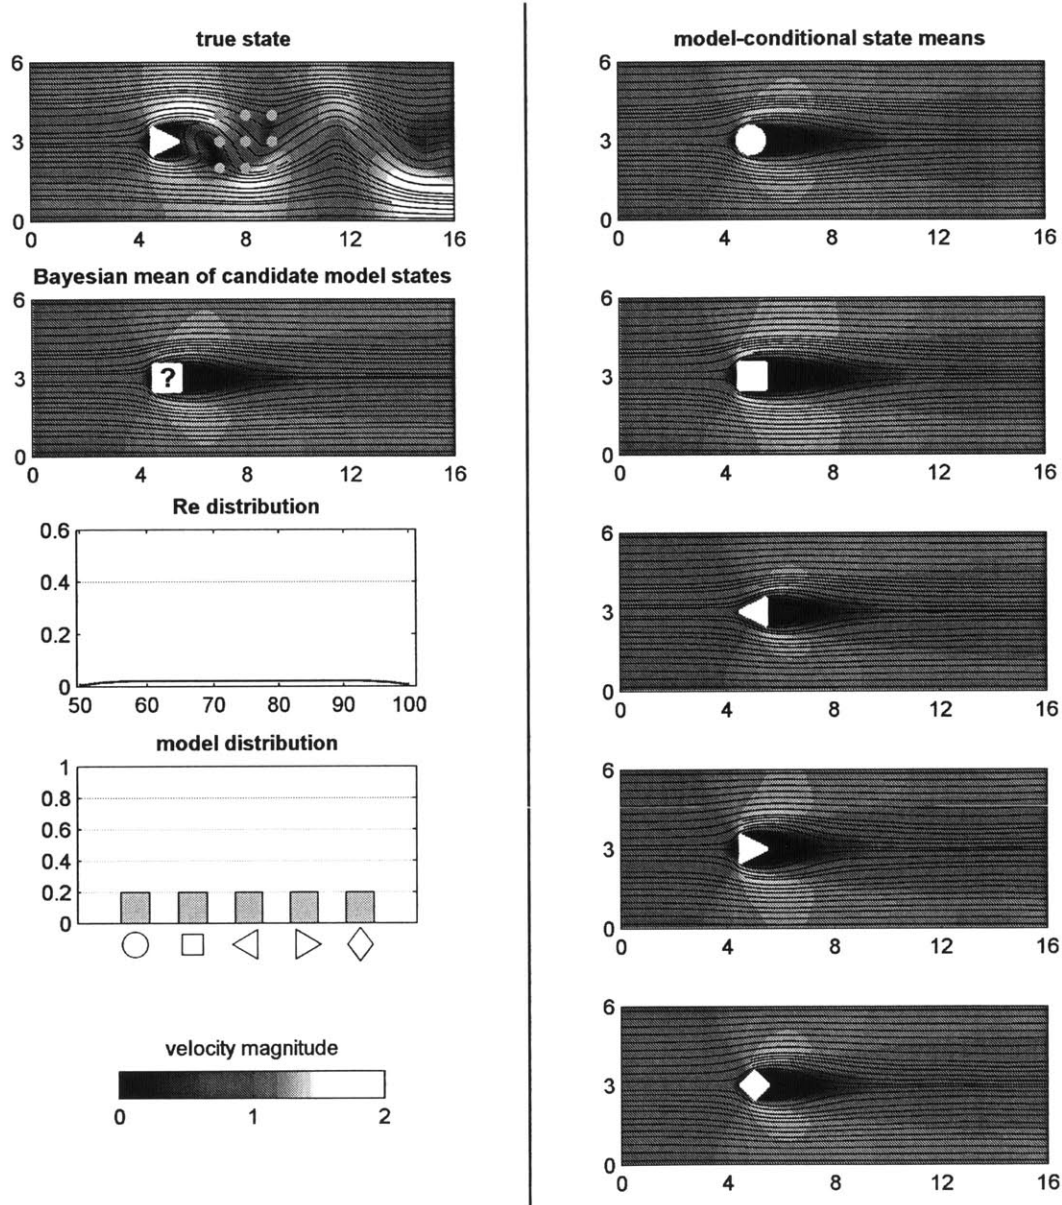 true state
6
3
0
0 4 8 12 16
Bayesian mean of candidate model states
6
3
0
?
0 4 8 12 16
Re distribution
0.6
0.4
0.2
0
50 60 70 80 90 100
model distribution
1
0.8
0.6
0.4
0.2
0
velocity magnitude
0 1 2
model-conditional state means
6
3
0
0 4 8 12 16
6
3
0
0 4 8 12 16
6
3
0
0 4 8 12 16
6
3
0
0 4 8 12 16
6
3
0
0 4 8 12 16